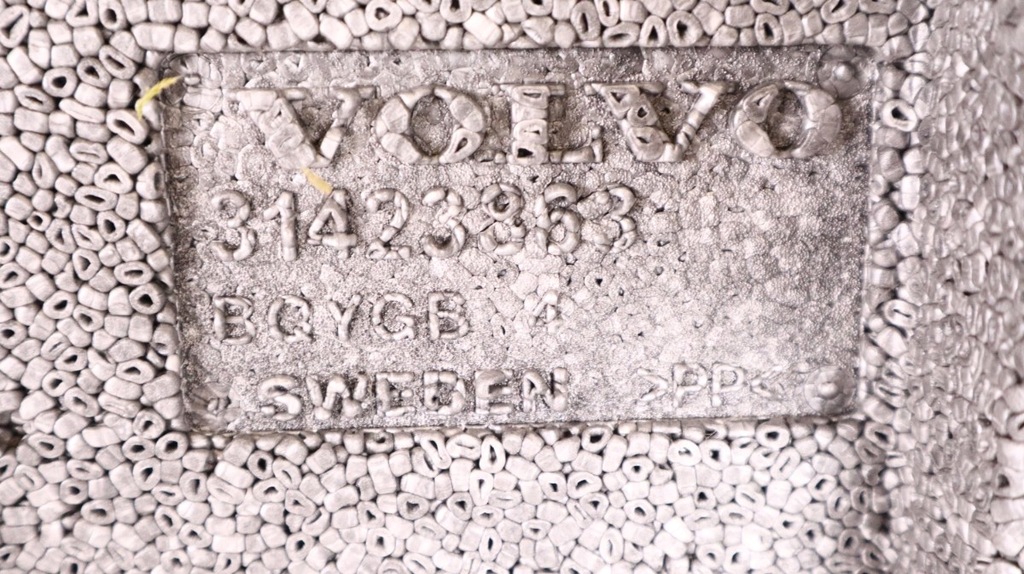 VOLVO
31423863
BQYGB 4
SWEDEN >PP<